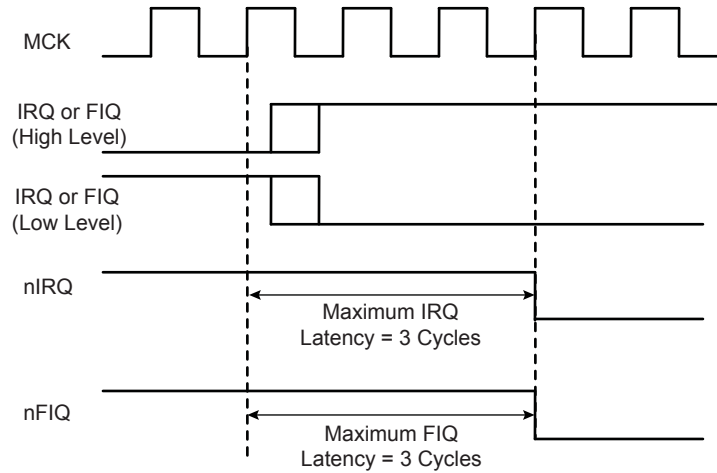 MCK
IRQ or FIQ
(High Level)
IRQ or FIQ
(Low Level)
nIRQ
Maximum IRQ
Latency = 3 Cycles
nFIQ
Maximum FIQ
Latency = 3 Cycles